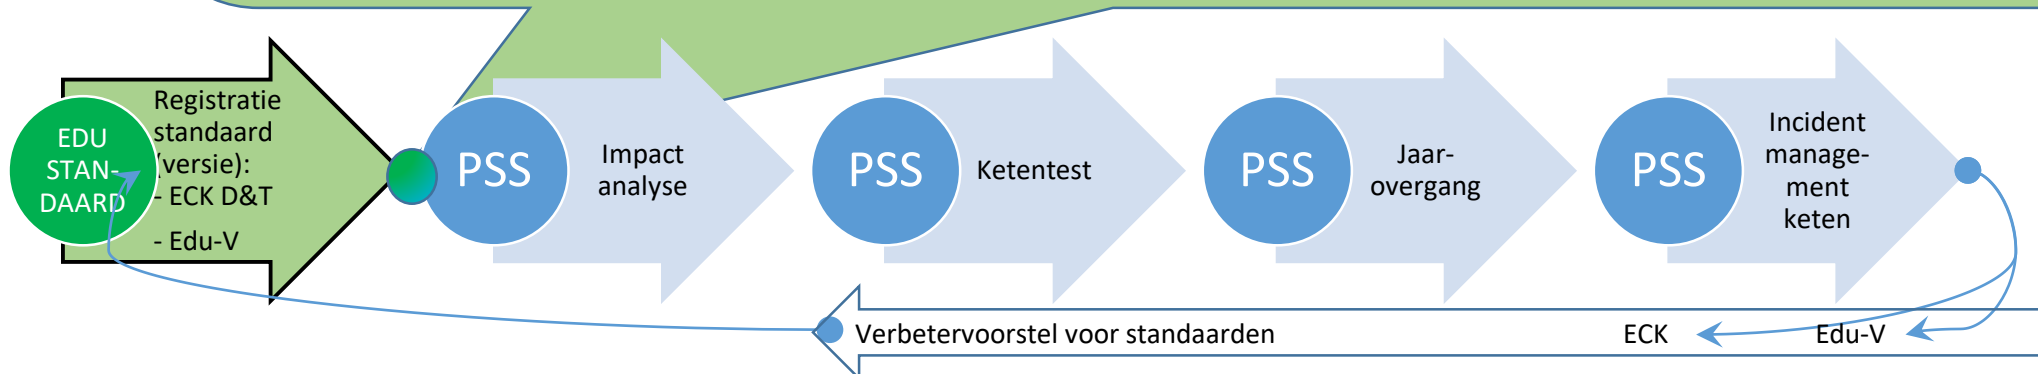 EDU
STAN-
DAARD
Registratie
standaard
(versie):
- ECK D&T
- Edu-V
PSS
Impact
analyse
PSS
Ketentest
PSS
Jaar-
overgang
PSS
Incident
manage-
ment
keten
Verbetervoorstel voor standaarden
ECK
Edu-V